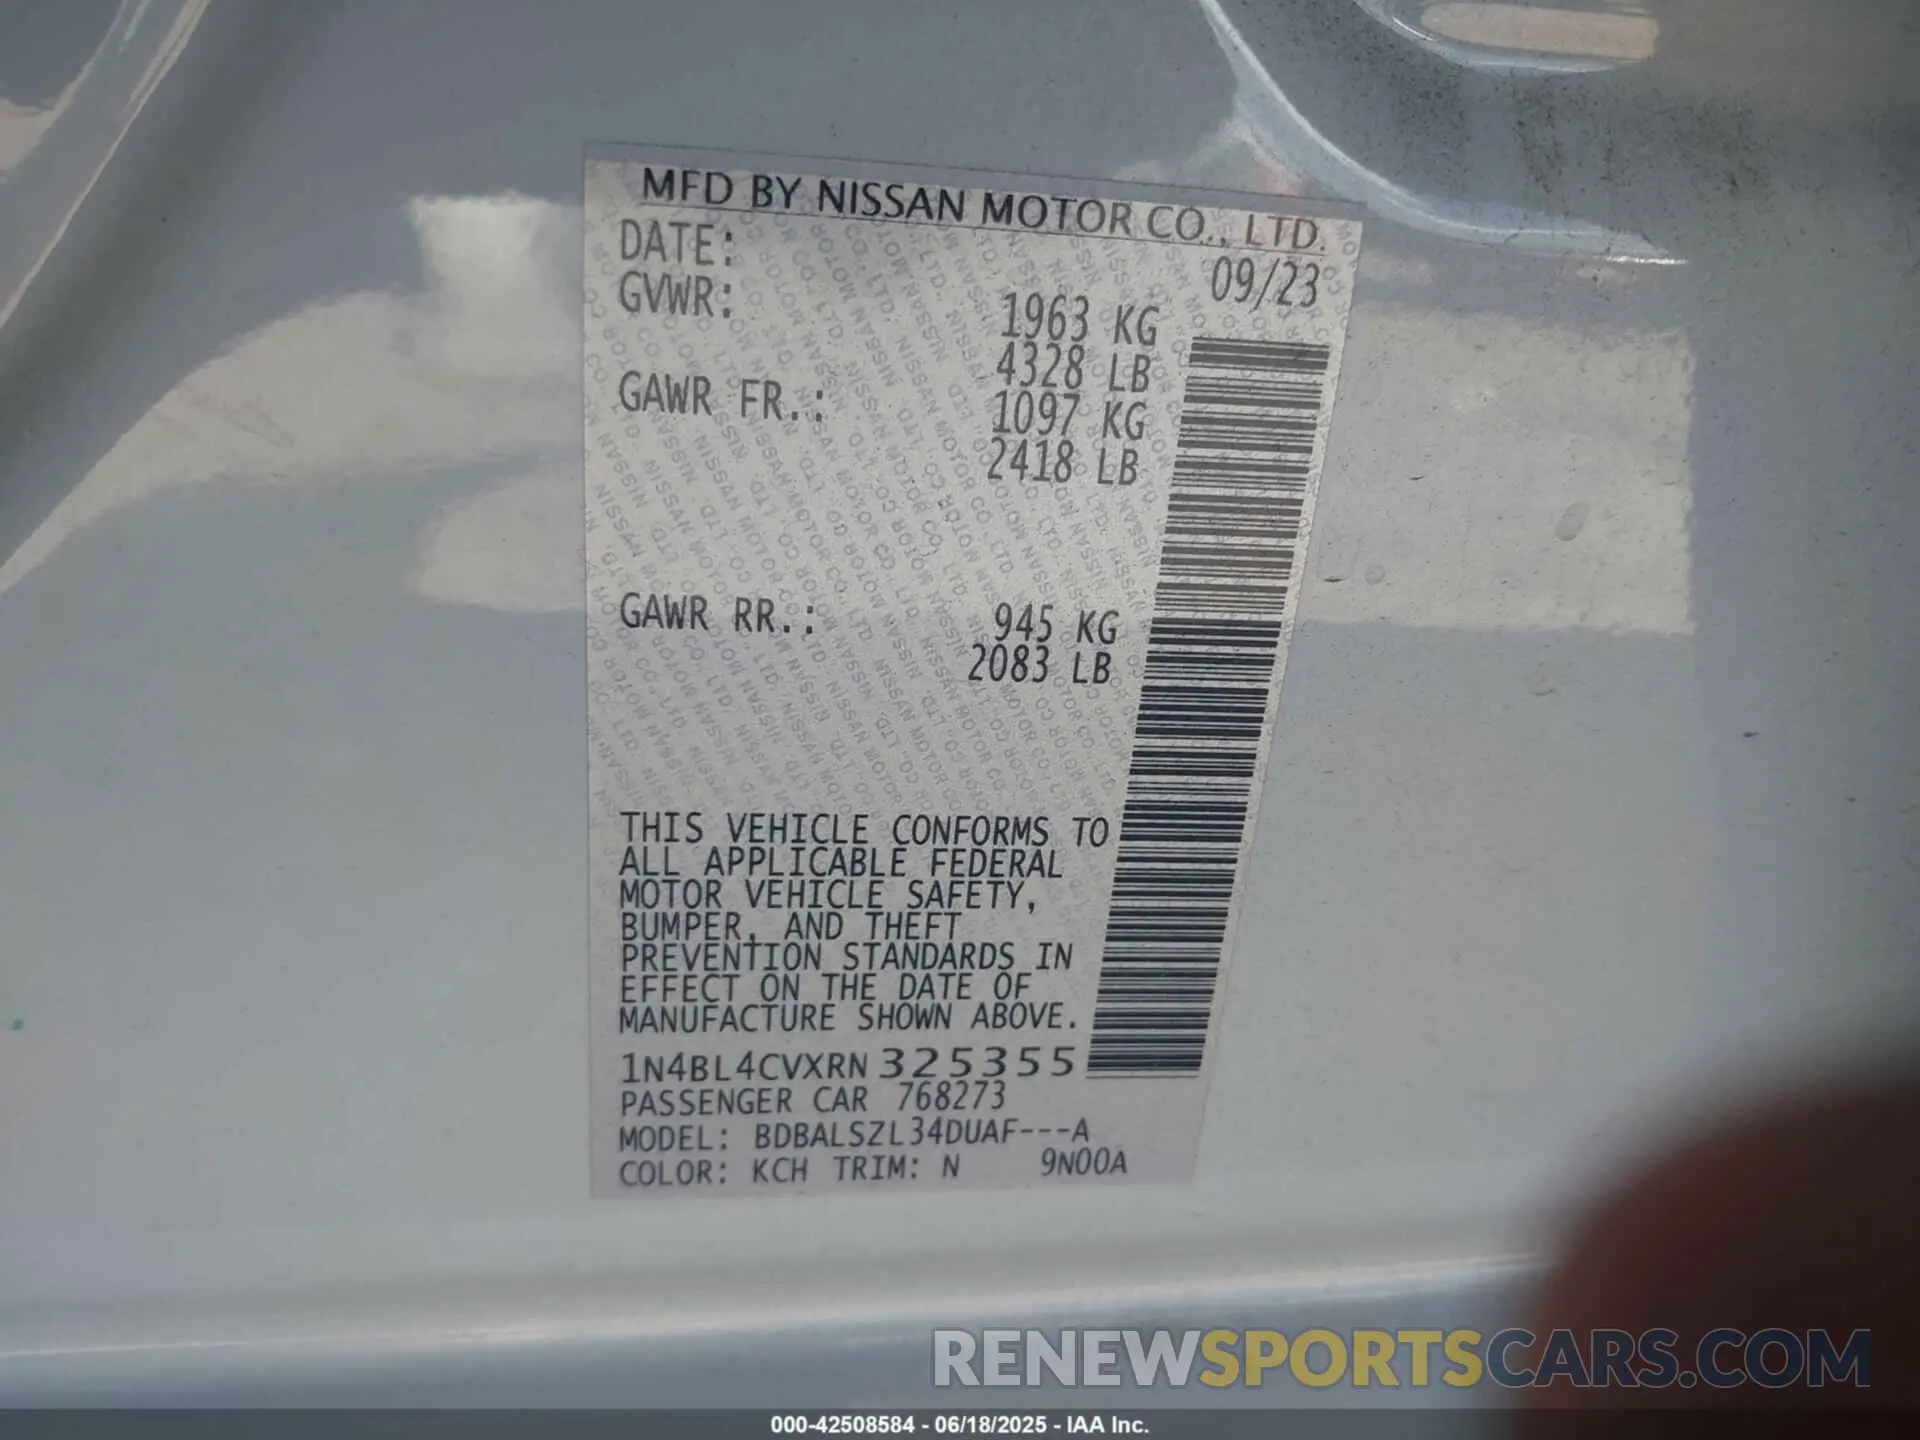 MFD BY NISSAN MOTOR CO., LTD.
DATE: 09/23
GVWR: 1963 KG
4328 LB
GAWR FR.: 1097 KG
2418 LB
GAWR RR.: 945 KG
2083 LB
THIS VEHICLE CONFORMS TO
ALL APPLICABLE FEDERAL
MOTOR VEHICLE SAFETY,
BUMPER, AND THEFT
PREVENTION STANDARDS IN
EFFECT ON THE DATE OF
MANUFACTURE SHOWN ABOVE.
1N4BL4CVXRN325355
PASSENGER CAR 768273
MODEL: BDBALSZL34DUAF---A
COLOR: KCH TRIM: N 9N00A
RENEWSPORTSCARS.COM
000-42508584 - 06/18/2025 - IAA Inc.